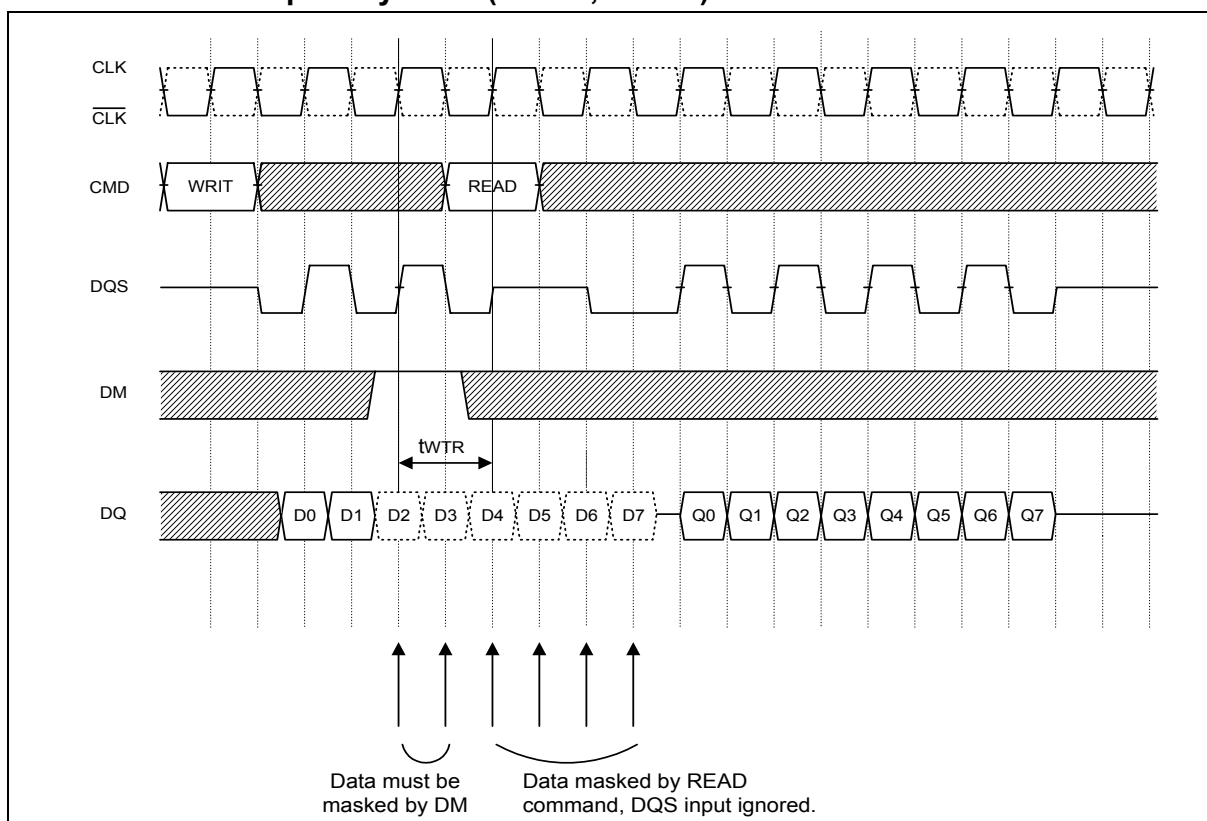 CLK
CLK
CMD WRIT READ
DQS
DM
tWTR
DQ D0 D1 D2 D3 D4 D5 D6 D7 Q0 Q1 Q2 Q3 Q4 Q5 Q6 Q7
Data must be
masked by DM
Data masked by READ
command, DQS input ignored.